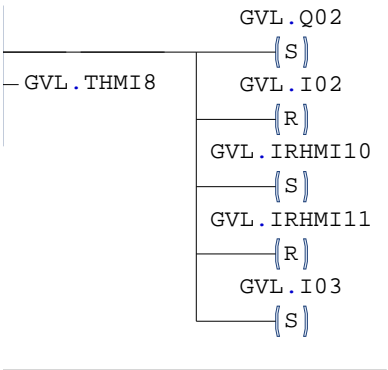 GVL.Q02
(S)
GVL.THMI8
GVL.I02
(R)
GVL.IRHMI10
(S)
GVL.IRHMI11
(R)
GVL.I03
(S)